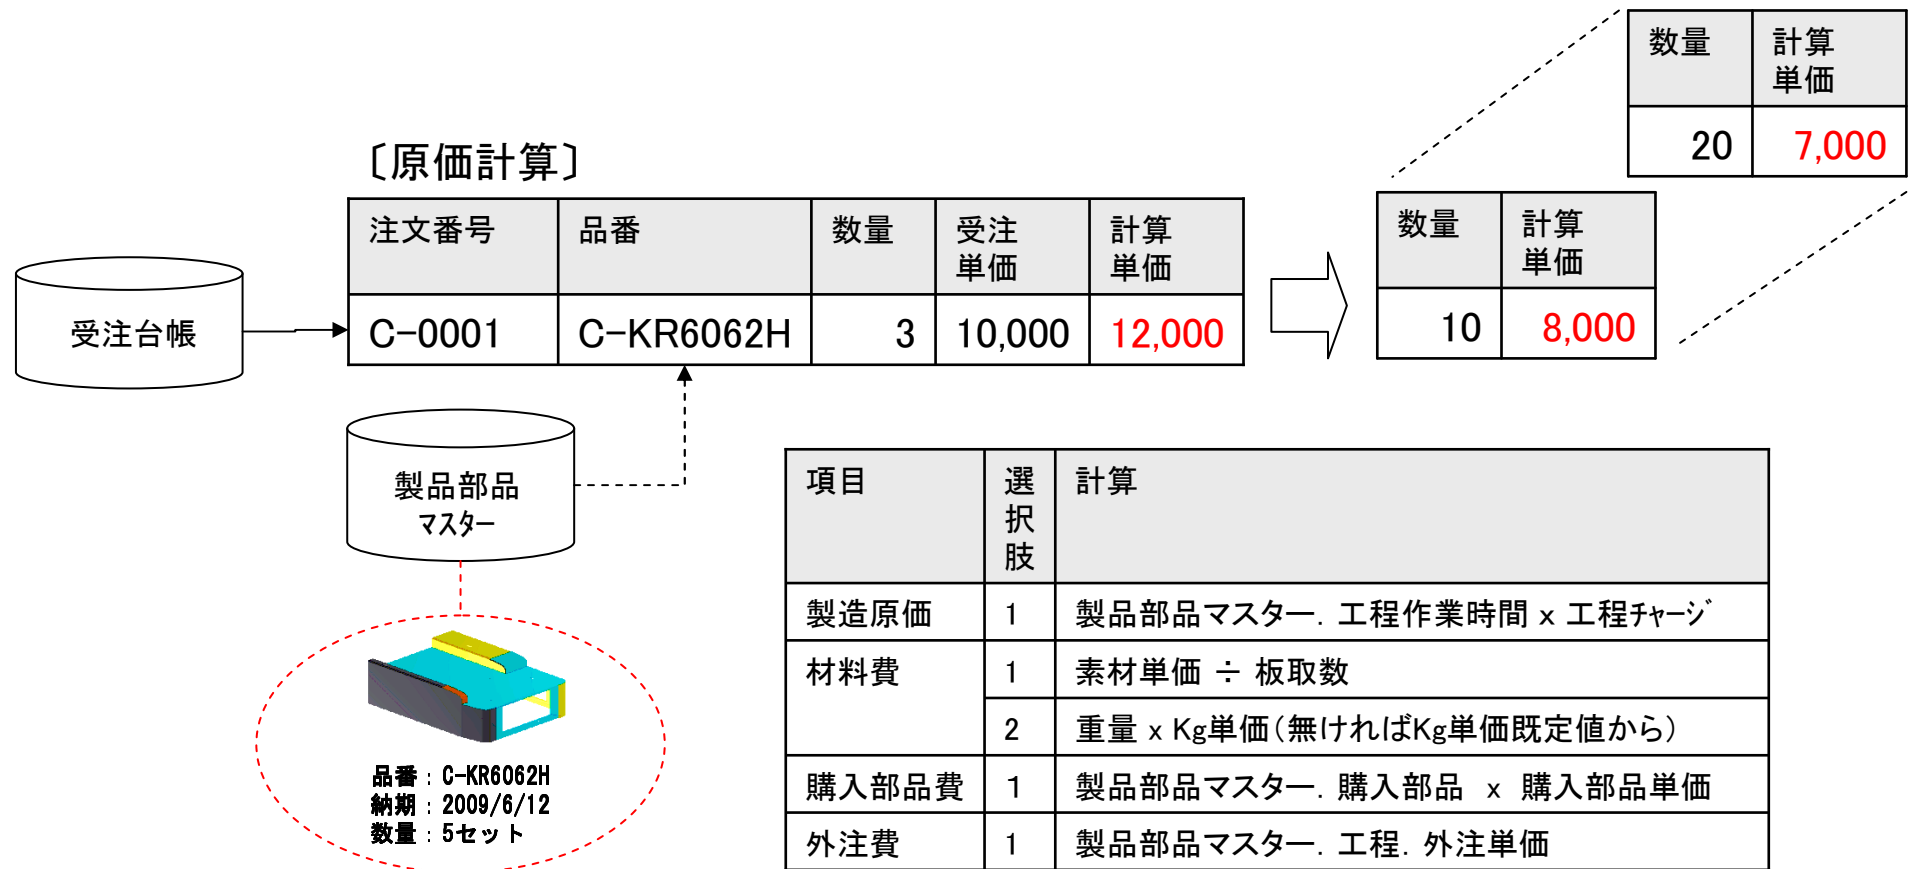 数量 計算
単価
20 7,000
〔原価計算〕
注文番号 品番 数量 受注 計算
単価 単価
C-0001 C-KR6062H 3 10,000 12,000
数量 計算
単価
10 8,000
受注台帳
製品部品
マスター
項目 選択肢 計算
製造原価 1 製品部品マスター．工程作業時間 x 工程チャージ
材料費 1 素材単価 ÷ 板取数
2 重量 x Kg単価（無ければKg単価既定値から）
購入部品費 1 製品部品マスター．購入部品 x 購入部品単価
外注費 1 製品部品マスター．工程．外注単価
品番：C-KR6062H
納期：2009/6/12
数量：5セット